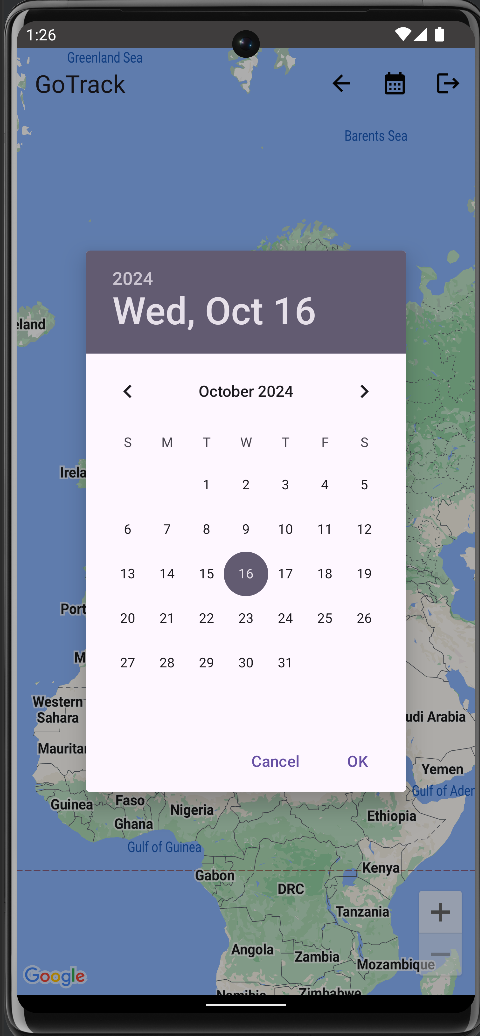 1:26
Greenland Sea
GoTrack
Barents Sea
2024
Wed, Oct 16
eland
October 2024
S M T W T F S
1 2 3 4 5
6 7 8 9 10 11 12
Irela
13 14 15 16 17 18 19
Port
20 21 22 23 24 25 26
M
27 28 29 30 31
Western
Sahara
udi Arabia
Maurita
Cancel OK
Yemen
Gulf of Aden
Guinea
Faso
Nigeria
Ghana
Ethiopia
Gulf of Guinea
Gabon
Kenya
DRC
Tanzania
+
Angola
Zambia
−
Mozambique
Google
Namibia
Zimbabwe